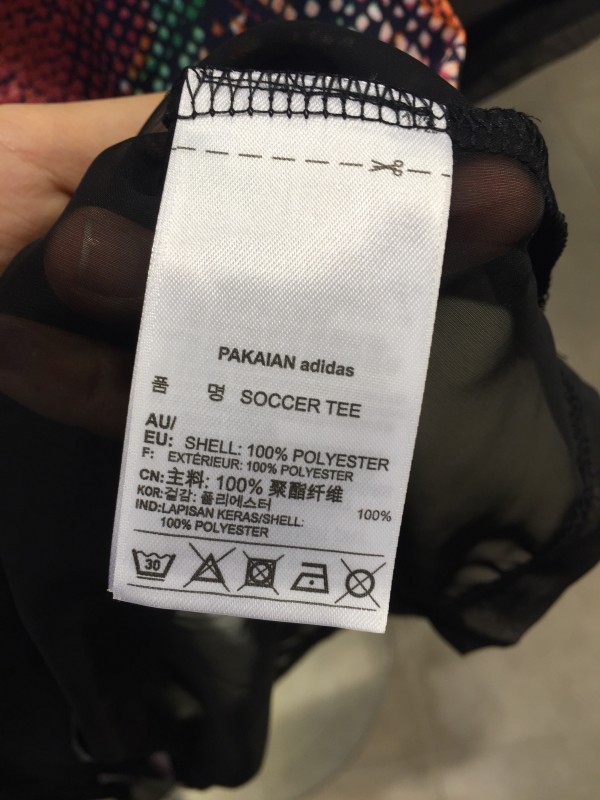 PAKAIAN adidas
품 명 SOCCER TEE
AU/
EU: SHELL: 100% POLYESTER
F: EXTÉRIEUR: 100% POLYESTER
CN: 主料: 100% 聚酯纤维
KOR: 겉감: 폴리에스터 100%
IND: LAPISAN KERAS/SHELL:
100% POLYESTER
30